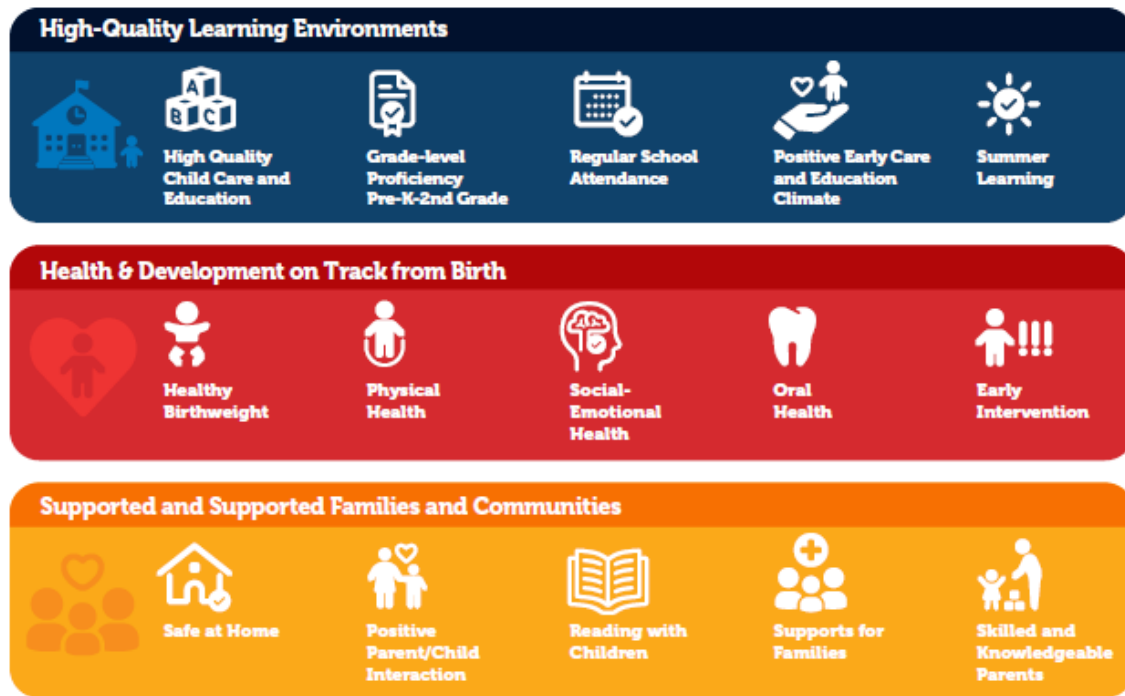 High-Quality Learning Environments
A
B C
High Quality
Child Care and
Education
Grade-level
Proficiency
Pre-K-2nd Grade
Regular School
Attendance
Positive Early Care
and Education
Climate
Summer
Learning
Health & Development on Track from Birth
Healthy
Birthweight
Physical
Health
Social-
Emotional
Health
Oral
Health
Early
Intervention
Supported and Supported Families and Communities
Safe at Home
Positive
Parent/Child
Interaction
Reading with
Children
Supports for
Families
Skilled and
Knowledgeable
Parents